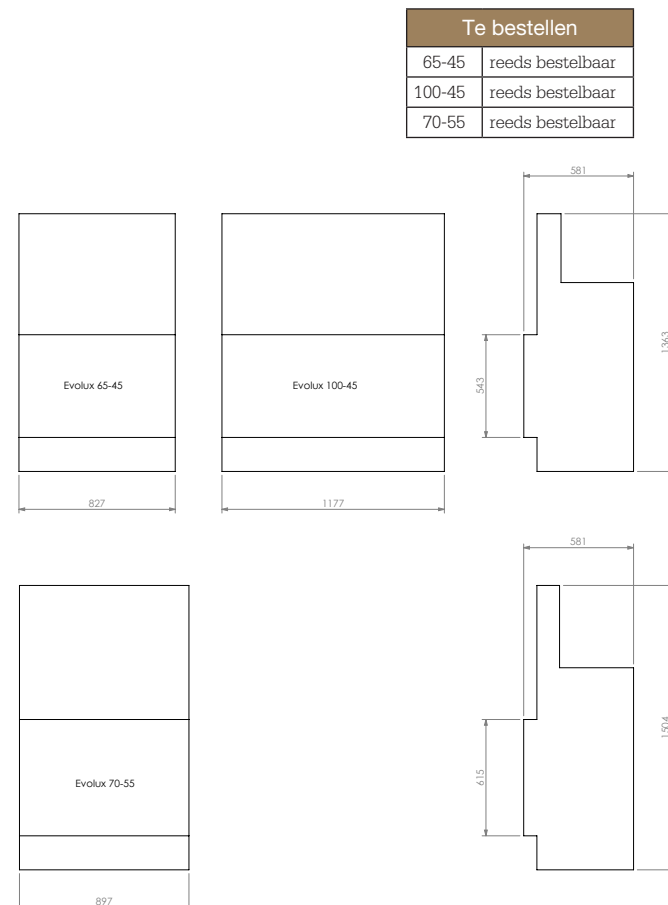 Te bestellen
65-45 reeds bestelbaar
100-45 reeds bestelbaar
70-55 reeds bestelbaar
581
1363
543
Evolux 65-45
Evolux 100-45
827
1177
581
1504
615
Evolux 70-55
897